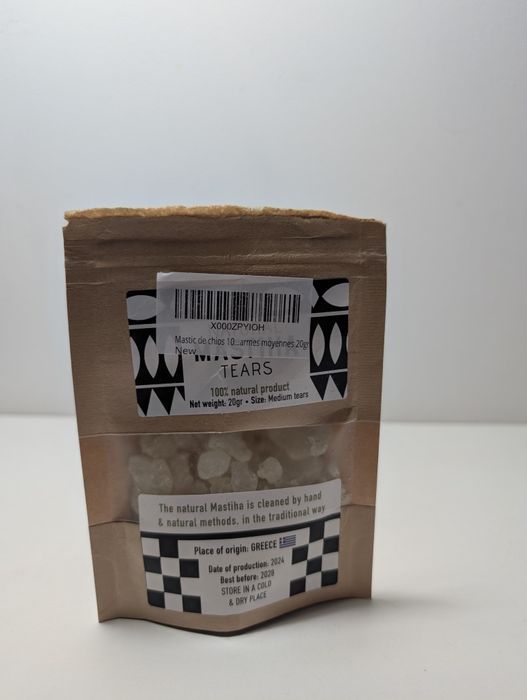 X000ZPYIOH
Mastic de chios 10...armes moyennes 20gr
New
TEARS
100% natural product
Net weight: 20gr • Size: Medium tears
The natural Mastiha is cleaned by hand
& natural methods, in the traditional way
Place of origin: GREECE
Date of production: 2024
Best before: 2028
STORE IN A COLD
& DRY PLACE